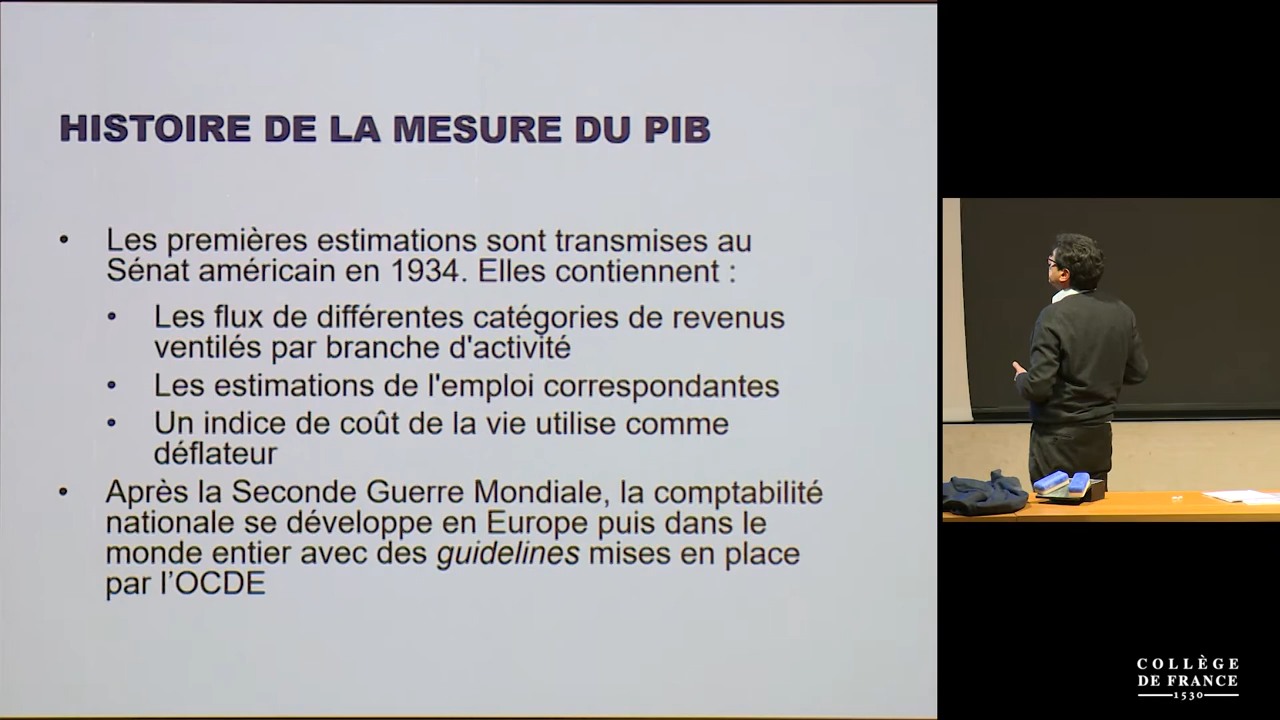 HISTOIRE DE LA MESURE DU PIB
• Les premières estimations sont transmises au
Sénat américain en 1934. Elles contiennent :
• Les flux de différentes catégories de revenus
ventilés par branche d'activité
• Les estimations de l'emploi correspondantes
• Un indice de coût de la vie utilise comme
déflateur
• Après la Seconde Guerre Mondiale, la comptabilité
nationale se développe en Europe puis dans le
monde entier avec des guidelines mises en place
par l’OCDE
COLLÈGE
DE FRANCE
1530